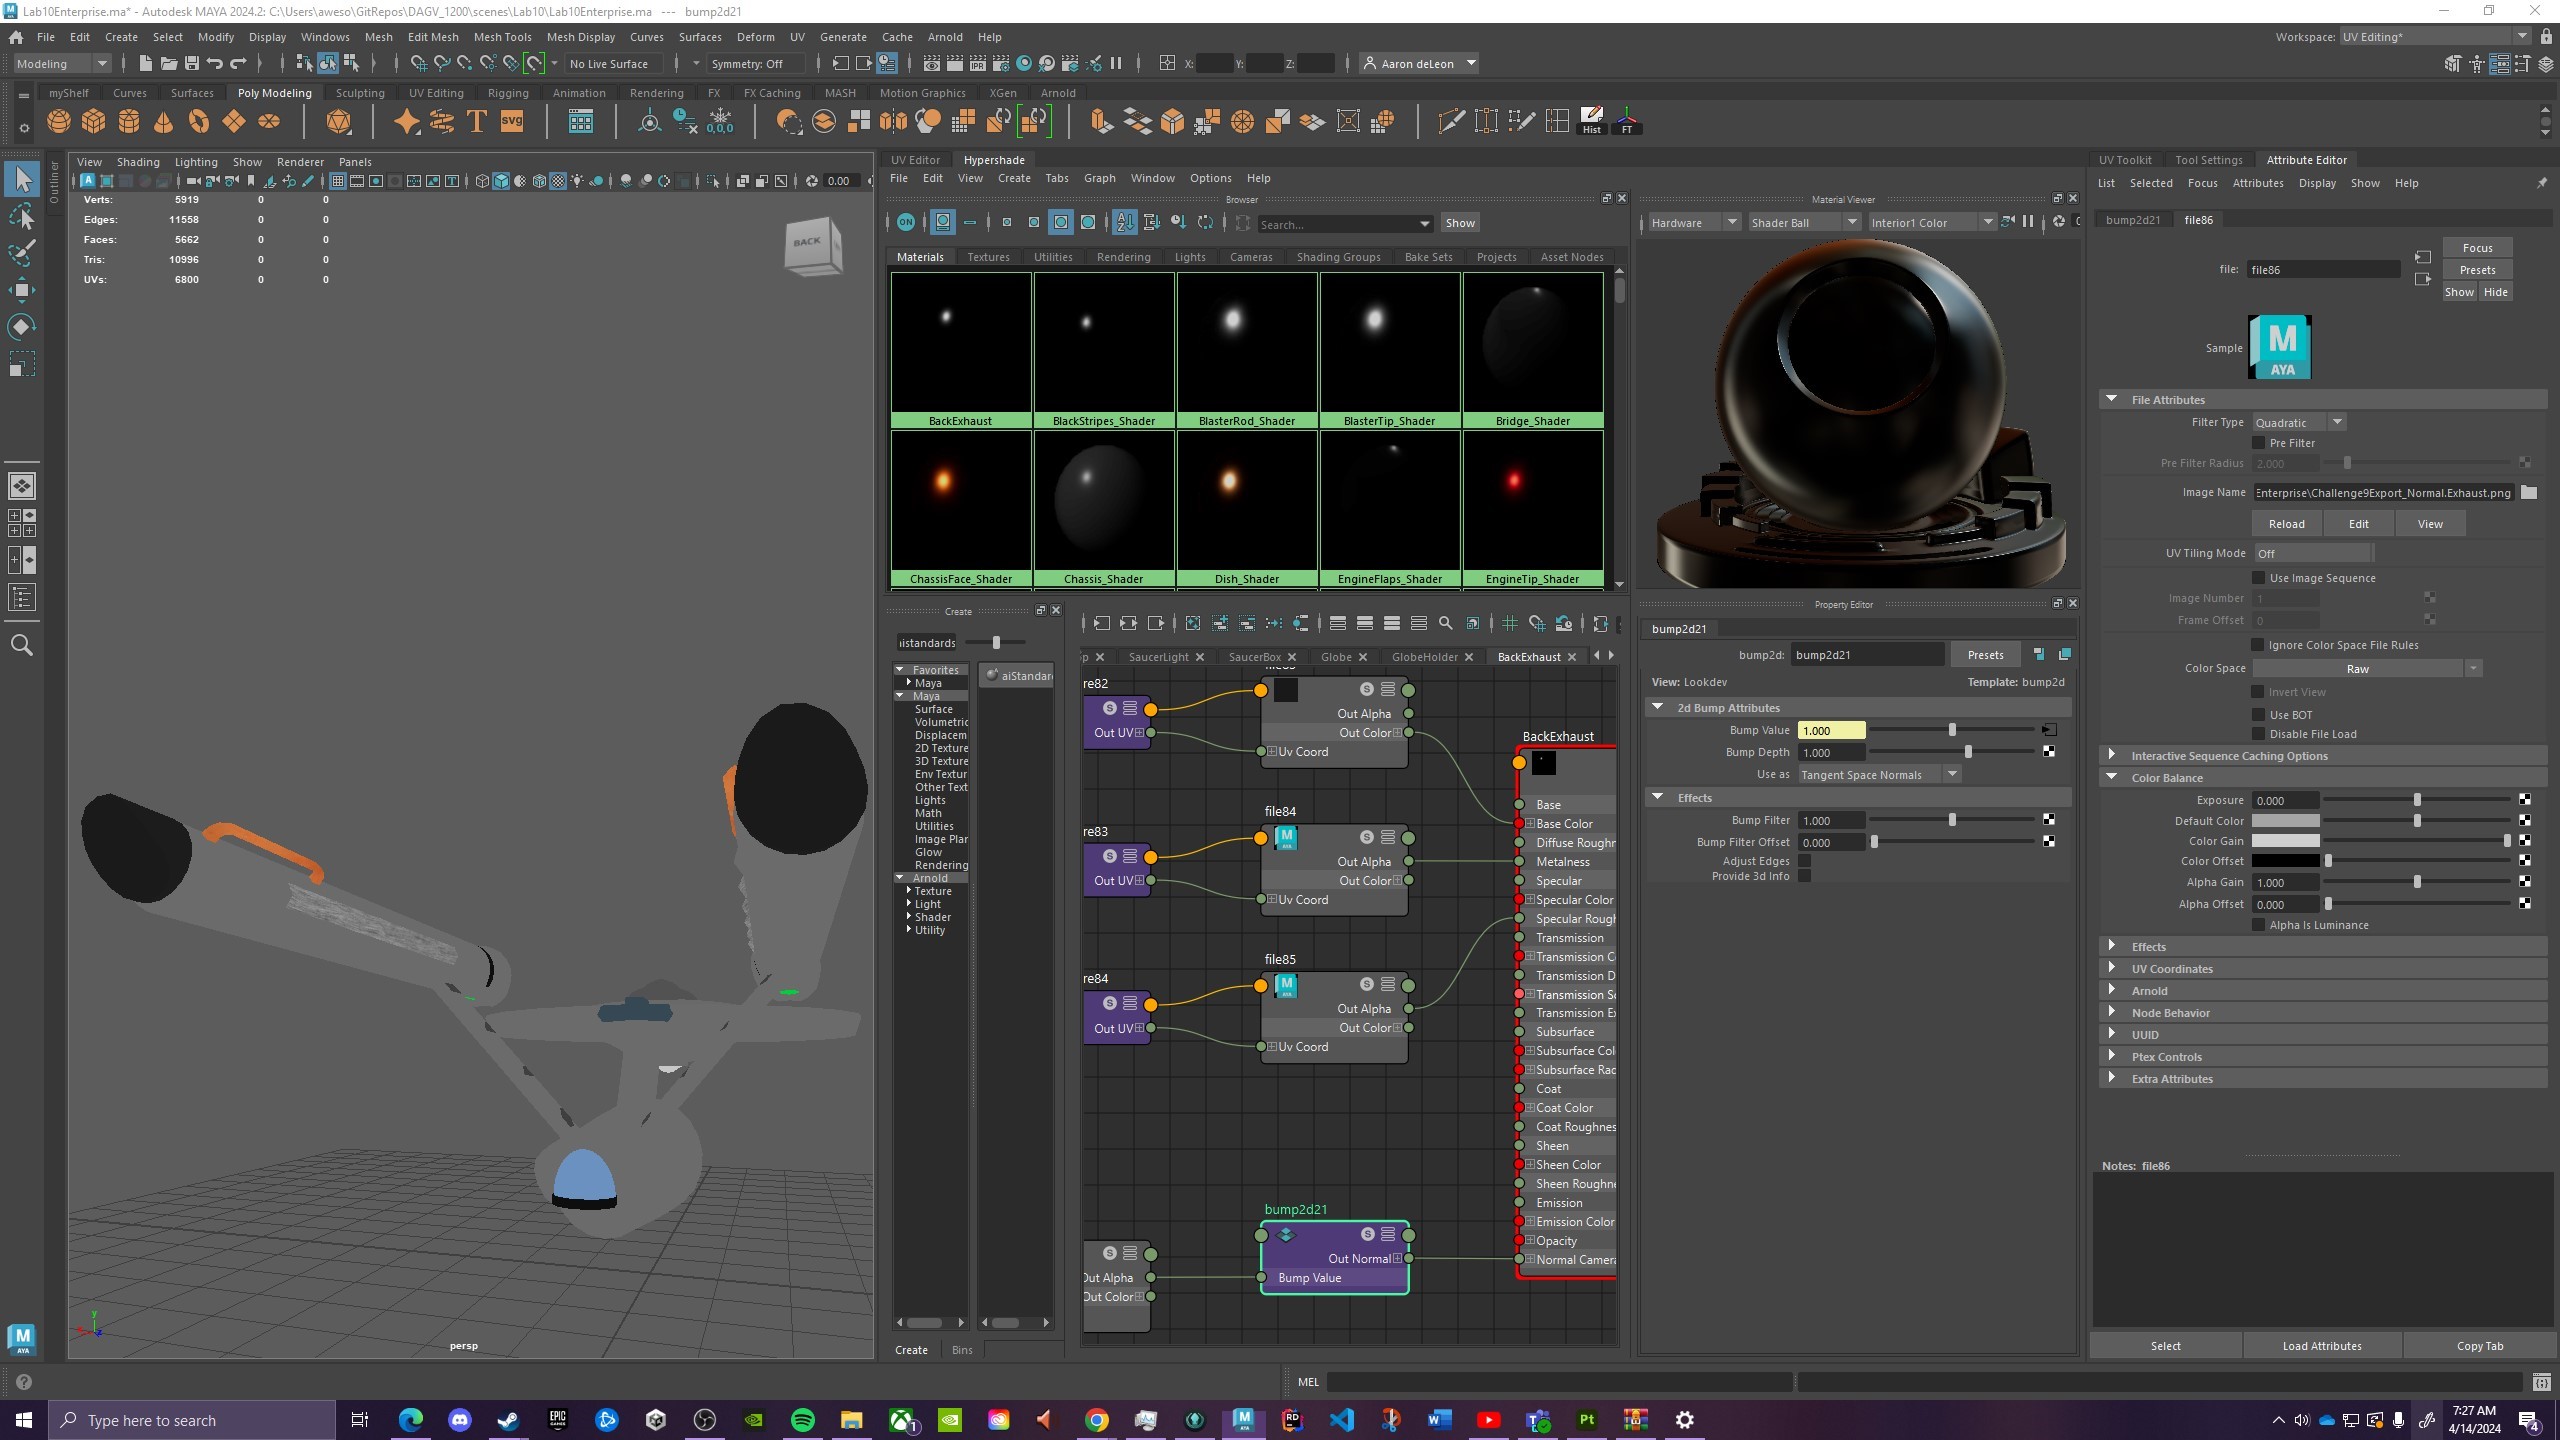 Lab10Enterprise.ma* - Autodesk MAYA 2024.2: C:\Users\aweso\GitRepos\DAGV_1200\scenes\Lab10\Lab10Enterprise.ma --- bump2d21
File Edit Create Select Modify Display Windows Mesh Edit Mesh Mesh Tools Mesh Display Curves Surfaces Deform UV Generate Cache Arnold Help
Workspace: UV Editing*
Modeling
No Live Surface
Symmetry: Off
X: Y: Z:
Aaron deLeon
myShelf Curves Surfaces Poly Modeling Sculpting UV Editing Rigging Animation Rendering FX FX Caching MASH Motion Graphics XGen Arnold
T svg 0,0,0 Hist FT
Outliner
View Shading Lighting Show Renderer Panels
0.00
Verts: 5919 0 0
Edges: 11558 0 0
Faces: 5662 0 0
Tris: 10996 0 0
UVs: 6800 0 0
BACK
persp
UV Editor Hypershade
File Edit View Create Tabs Graph Window Options Help
Browser
ON
Search...
Show
Materials Textures Utilities Rendering Lights Cameras Shading Groups Bake Sets Projects Asset Nodes
BackExhaust BlackStripes_Shader BlasterRod_Shader BlasterTip_Shader Bridge_Shader
ChassisFace_Shader Chassis_Shader Dish_Shader EngineFlaps_Shader EngineTip_Shader
Material Viewer
Hardware Shader Ball Interior1 Color
Create
iistandards
Favorites
Maya
Maya
Surface
Volumetric
Displacem
2D Texture
3D Texture
Env Textur
Other Text
Lights
Math
Utilities
Image Plar
Glow
Rendering
Arnold
Texture
Light
Shader
Utility
aiStandar
Create Bins
SaucerLight SaucerBox Globe GlobeHolder BackExhaust
re82
Out UV
Out Alpha
Out Color
Uv Coord
re83
Out UV
file84
Out Alpha
Out Color
Uv Coord
re84
Out UV
file85
Out Alpha
Out Color
Uv Coord
Out Alpha
Out Color
bump2d21
Out Normal
Bump Value
BackExhaust
Base
Base Color
Diffuse Roughr
Metalness
Specular
Specular Color
Specular Rough
Transmission
Transmission C
Transmission D
Transmission Sc
Transmission Ex
Subsurface
Subsurface Col
Subsurface Rac
Coat
Coat Color
Coat Roughnes
Sheen
Sheen Color
Sheen Roughne
Emission
Emission Color
Opacity
Normal Camera
Property Editor
bump2d21
bump2d: bump2d21 Presets
View: Lookdev Template: bump2d
2d Bump Attributes
Bump Value 1.000
Bump Depth 1.000
Use as Tangent Space Normals
Effects
Bump Filter 1.000
Bump Filter Offset 0.000
Adjust Edges
Provide 3d Info
UV Toolkit Tool Settings Attribute Editor
List Selected Focus Attributes Display Show Help
bump2d21 file86
Focus
file: file86 Presets
Show Hide
Sample
M
AYA
File Attributes
Filter Type Quadratic
Pre Filter
Pre Filter Radius 2.000
Image Name Enterprise\Challenge9Export_Normal.Exhaust.png
Reload Edit View
UV Tiling Mode Off
Use Image Sequence
Image Number 1
Frame Offset 0
Ignore Color Space File Rules
Color Space Raw
Invert View
Use BOT
Disable File Load
Interactive Sequence Caching Options
Color Balance
Exposure 0.000
Default Color
Color Gain
Color Offset
Alpha Gain 1.000
Alpha Offset 0.000
Alpha Is Luminance
Effects
UV Coordinates
Arnold
Node Behavior
UUID
Ptex Controls
Extra Attributes
Notes: file86
Select Load Attributes Copy Tab
MEL
Type here to search
7:27 AM
4/14/2024